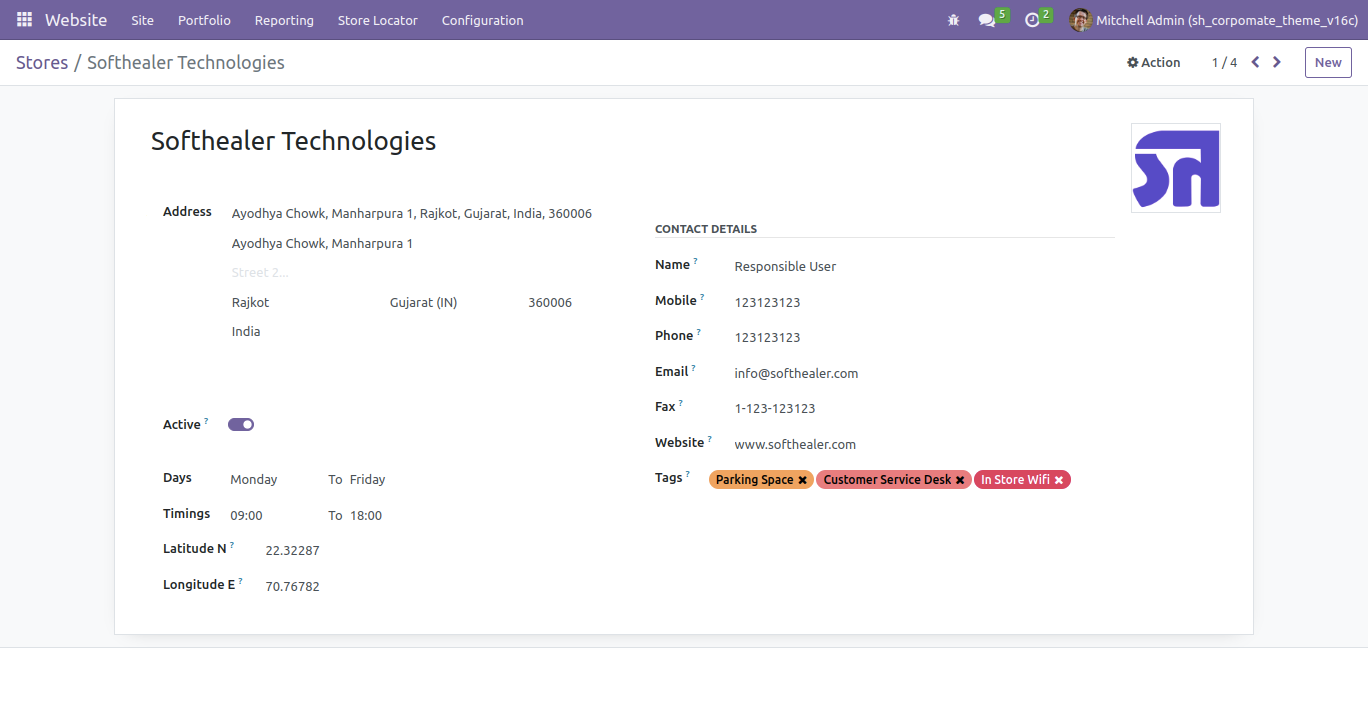 Website Site Portfolio Reporting Store Locator Configuration 5 2 Mitchell Admin (sh_corpomate_theme_v16c)
Stores / Softhealer Technologies Action 1 / 4 New
Softhealer Technologies
Address Ayodhya Chowk, Manharpura 1, Rajkot, Gujarat, India, 360006
Ayodhya Chowk, Manharpura 1
Street 2...
Rajkot Gujarat (IN) 360006
India
Active ?
Days Monday To Friday
Timings 09:00 To 18:00
Latitude N ? 22.32287
Longitude E ? 70.76782
CONTACT DETAILS
Name ? Responsible User
Mobile ? 123123123
Phone ? 123123123
Email ? info@softhealer.com
Fax ? 1-123-123123
Website ? www.softhealer.com
Tags ? Parking Space ✖ Customer Service Desk ✖ In Store Wifi ✖